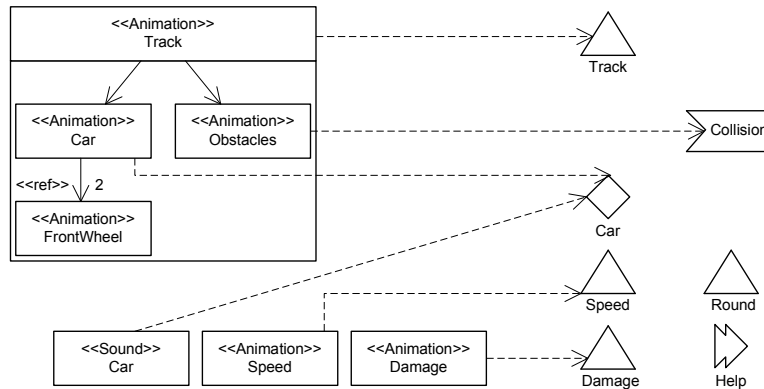 <<Animation>>
Track
Track
<<Animation>>
Car
<<Animation>>
Obstacles
Collision
<<ref>>
2
<<Animation>>
FrontWheel
Car
Speed
Round
<<Sound>>
Car
<<Animation>>
Speed
<<Animation>>
Damage
Damage
Help